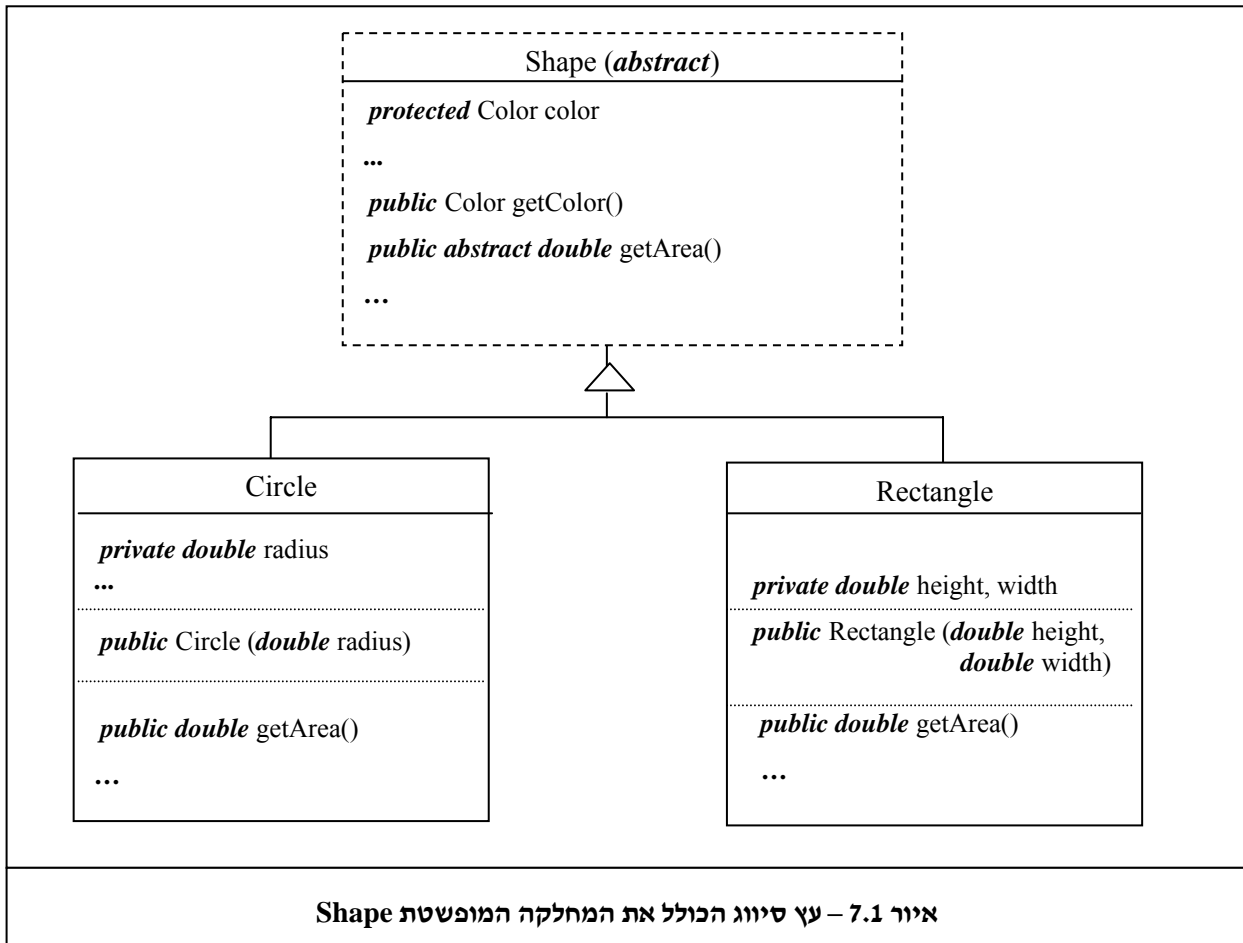 Shape (abstract)
protected Color color
...
public Color getColor()
public abstract double getArea()
...
Circle
private double radius
...
public Circle (double radius)
public double getArea()
...
Rectangle
private double height, width
public Rectangle (double height,
double width)
public double getArea()
...
איור 7.1 – עץ סיווג הכולל את המחלקה המופשטת Shape